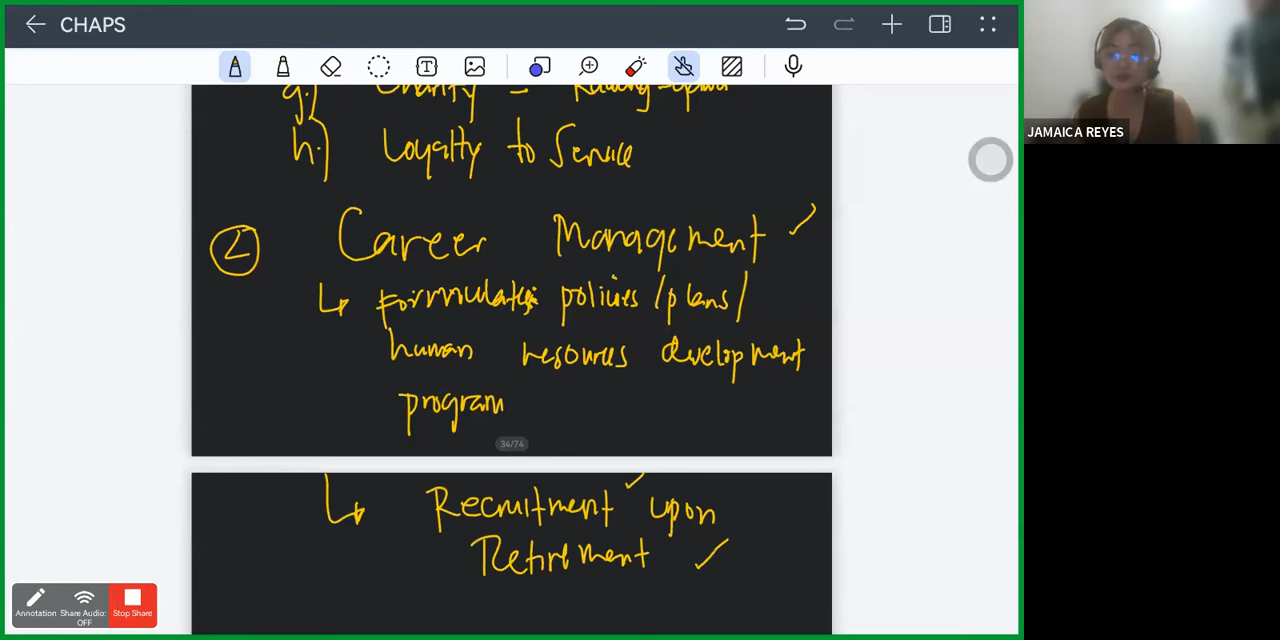 CHAPS
g.)
h.) Loyalty to Service
2 Career Management
Formulates policies/plans/
human resources development
program
34/74
Recruitment upon
Retirement
Annotation Share Audio: OFF Stop Share
JAMAICA REYES